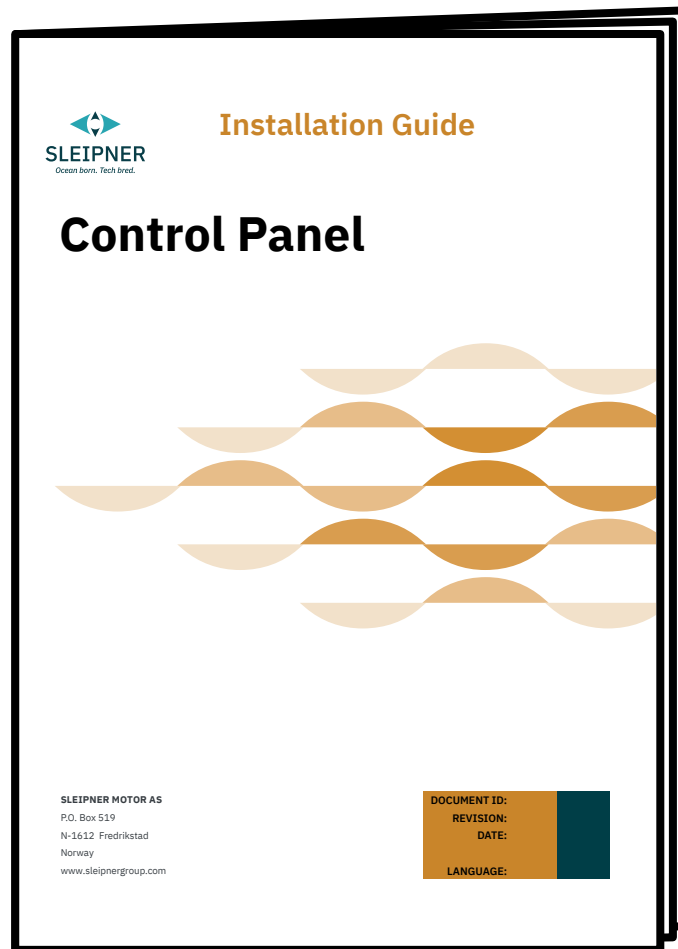 Installation Guide
SLEIPNER
Ocean born. Tech bred.
Control Panel
SLEIPNER MOTOR AS
P.O. Box 519
N-1612 Fredrikstad
Norway
www.sleipnergroup.com
DOCUMENT ID:
REVISION:
DATE:
LANGUAGE: